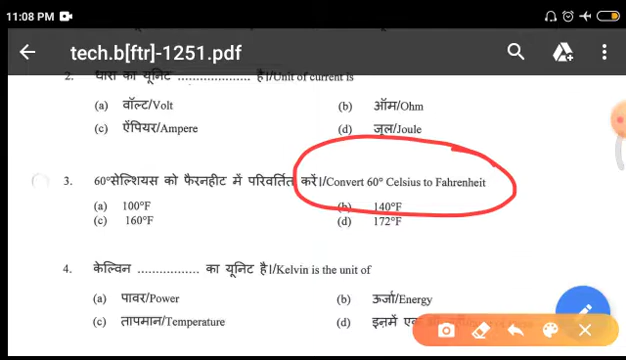 11:08 PM
tech.b[ftr]-1251.pdf
2. धारा का यूनिट .................... है।/Unit of current is
(a) वॉल्ट/Volt (b) ऑम/Ohm
(c) ऐंपियर/Ampere (d) जूल/Joule
3. 60°सेल्शियस को फैरनहीट में परिवर्तित करें।/Convert 60° Celsius to Fahrenheit
(a) 100°F (b) 140°F
(c) 160°F (d) 172°F
4. केल्विन ................. का यूनिट है।/Kelvin is the unit of
(a) पावर/Power (b) ऊर्जा/Energy
(c) तापमान/Temperature (d) इनमें